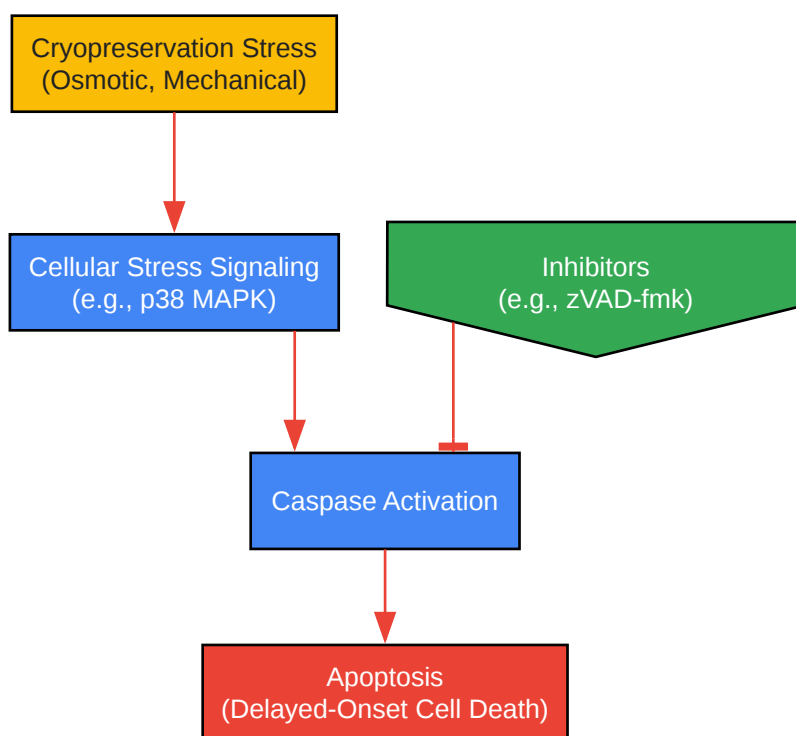 Cryopreservation Stress
(Osmotic, Mechanical)
Cellular Stress Signaling
(e.g., p38 MAPK)
Inhibitors
(e.g., zVAD-fmk)
Caspase Activation
Apoptosis
(Delayed-Onset Cell Death)